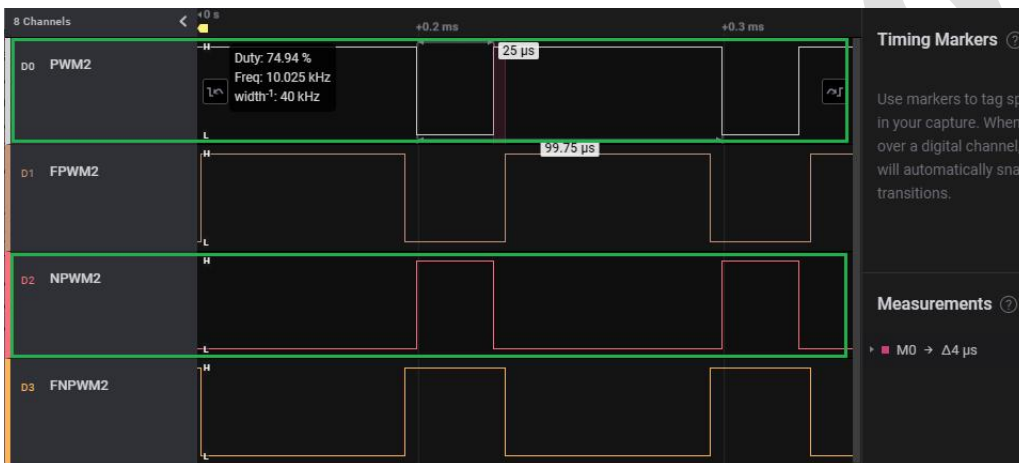 8 Channels
0 s
+0.2 ms
+0.3 ms
D0 PWM2
H
L
Duty: 74.94 %
Freq: 10.025 kHz
width-1: 40 kHz
25 µs
99.75 µs
D1 FPWM2
H
L
D2 NPWM2
H
L
D3 FNPWM2
H
L
Timing Markers ?
Use markers to tag
in your capture. When
over a digital channel
will automatically
transitions.
Measurements ?
M0 → Δ4 µs